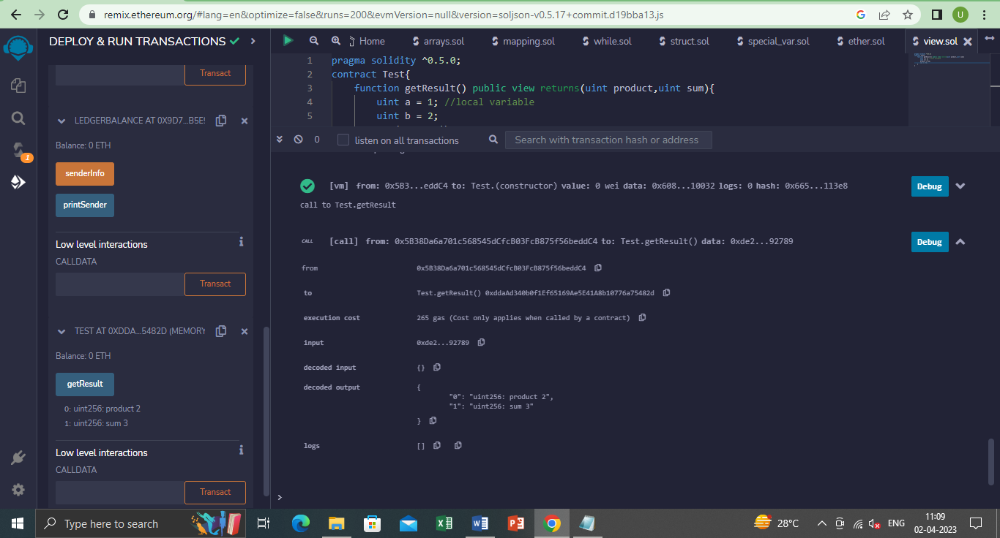 remix.ethereum.org/#lang=en&optimize=false&runs=200&evmVersion=null&version=soljson-v0.5.17+commit.d19bba13.js
U
DEPLOY & RUN TRANSACTIONS
Transact
LEDGERBALANCE AT 0X9D7...B5E
Balance: 0 ETH
senderInfo
printSender
Low level interactions
CALLDATA
Transact
TEST AT 0XDDA...5482D (MEMORY
Balance: 0 ETH
getResult
0: uint256: product 2
1: uint256: sum 3
Low level interactions
CALLDATA
Transact
1
Home arrays.sol mapping.sol while.sol struct.sol special_var.sol ether.sol view.sol
1 pragma solidity ^0.5.0;
2 contract Test{
3 function getResult() public view returns(uint product,uint sum){
4 uint a = 1; //local variable
5 uint b = 2;
0 listen on all transactions Search with transaction hash or address
[vm] from: 0x5B3...eddC4 to: Test.(constructor) value: 0 wei data: 0x608...10032 logs: 0 hash: 0x665...113e8 Debug
call to Test.getResult
CALL [call] from: 0x5B38Da6a701c568545dCfcB03FcB875f56beddC4 to: Test.getResult() data: 0xde2...92789 Debug
from 0x5B38Da6a701c568545dCfcB03FcB875f56beddC4
to Test.getResult() 0xddaAd340b0f1Ef65169Ae5E41A8b10776a75482d
execution cost 265 gas (Cost only applies when called by a contract)
input 0xde2...92789
decoded input {}
decoded output {
"0": "uint256: product 2",
"1": "uint256: sum 3"
}
logs []
>
Type here to search
28°C
ENG
11:09
02-04-2023